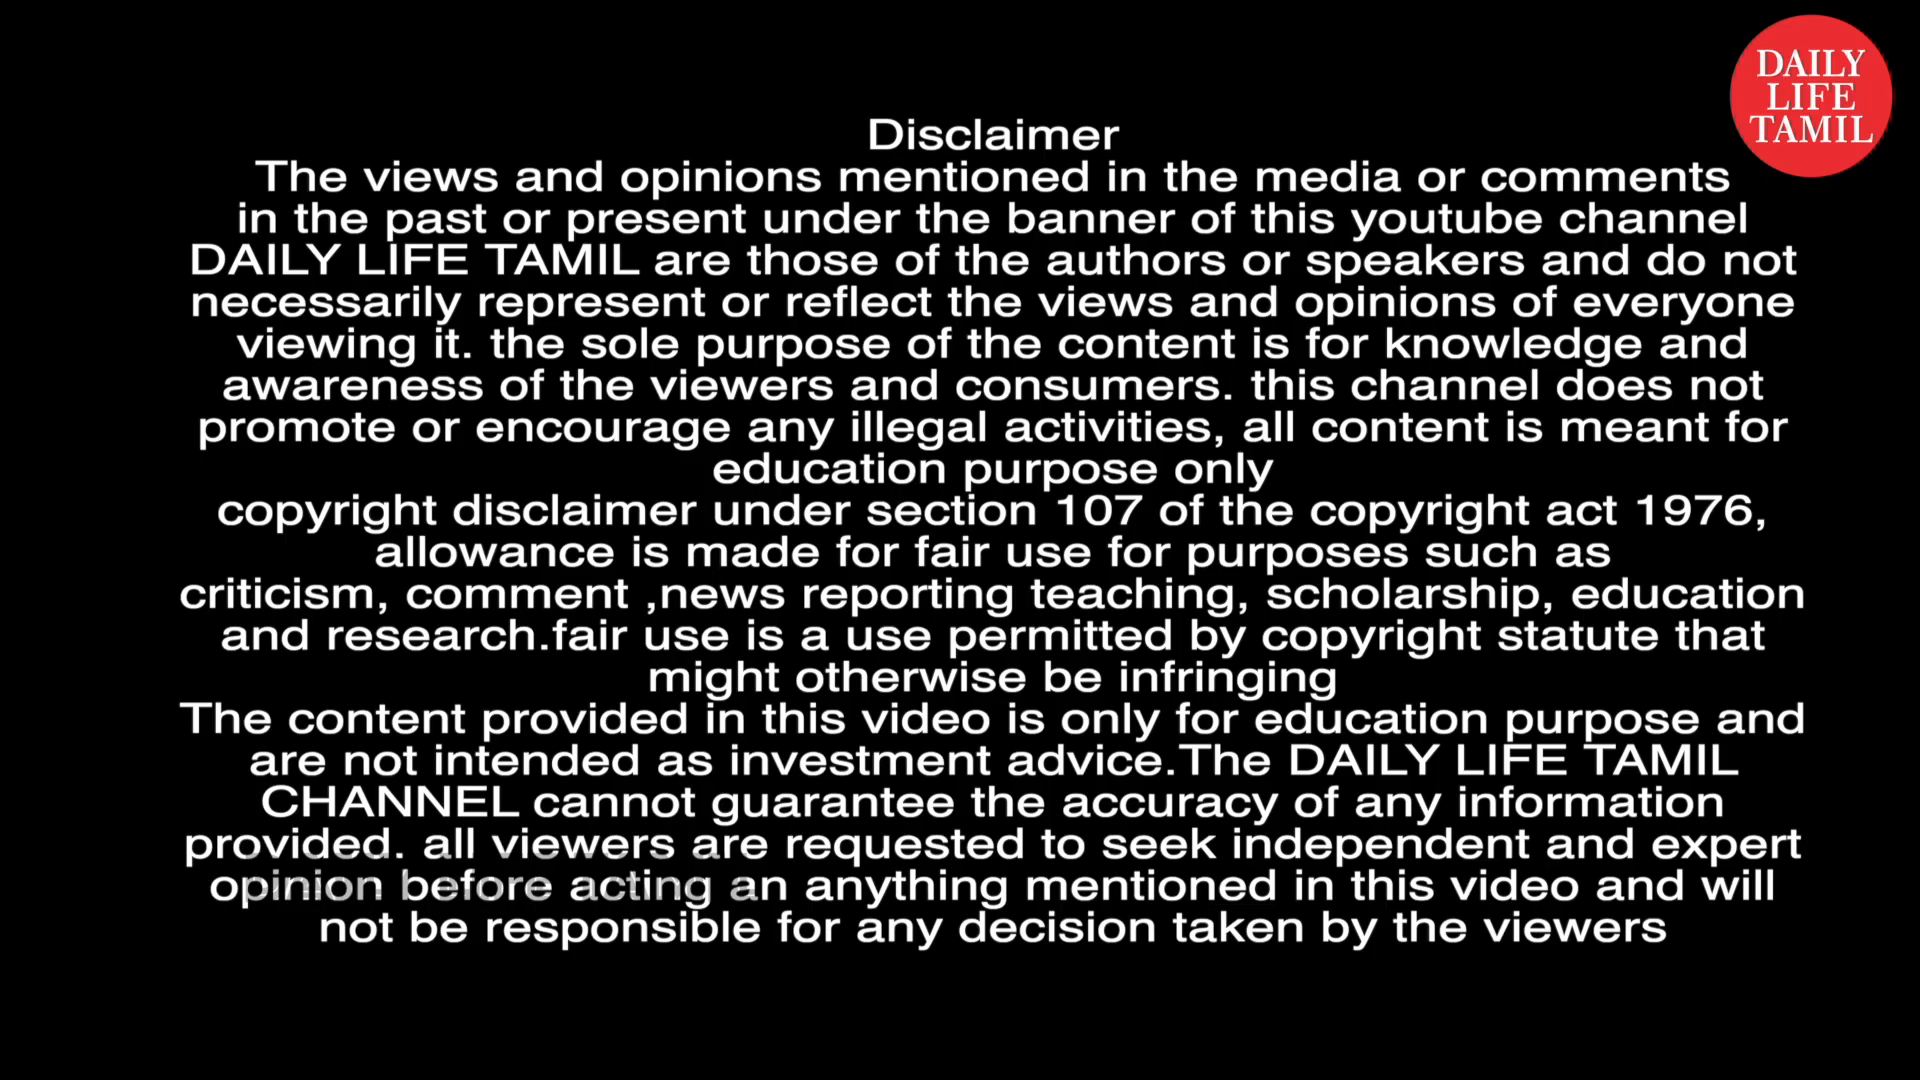 DAILY
LIFE
TAMIL
Disclaimer
The views and opinions mentioned in the media or comments
in the past or present under the banner of this youtube channel
DAILY LIFE TAMIL are those of the authors or speakers and do not
necessarily represent or reflect the views and opinions of everyone
viewing it. the sole purpose of the content is for knowledge and
awareness of the viewers and consumers. this channel does not
promote or encourage any illegal activities, all content is meant for
education purpose only
copyright disclaimer under section 107 of the copyright act 1976,
allowance is made for fair use for purposes such as
criticism, comment ,news reporting teaching, scholarship, education
and research.fair use is a use permitted by copyright statute that
might otherwise be infringing
The content provided in this video is only for education purpose and
are not intended as investment advice.The DAILY LIFE TAMIL
CHANNEL cannot guarantee the accuracy of any information
provided. all viewers are requested to seek independent and expert
opinion before acting an anything mentioned in this video and will
not be responsible for any decision taken by the viewers